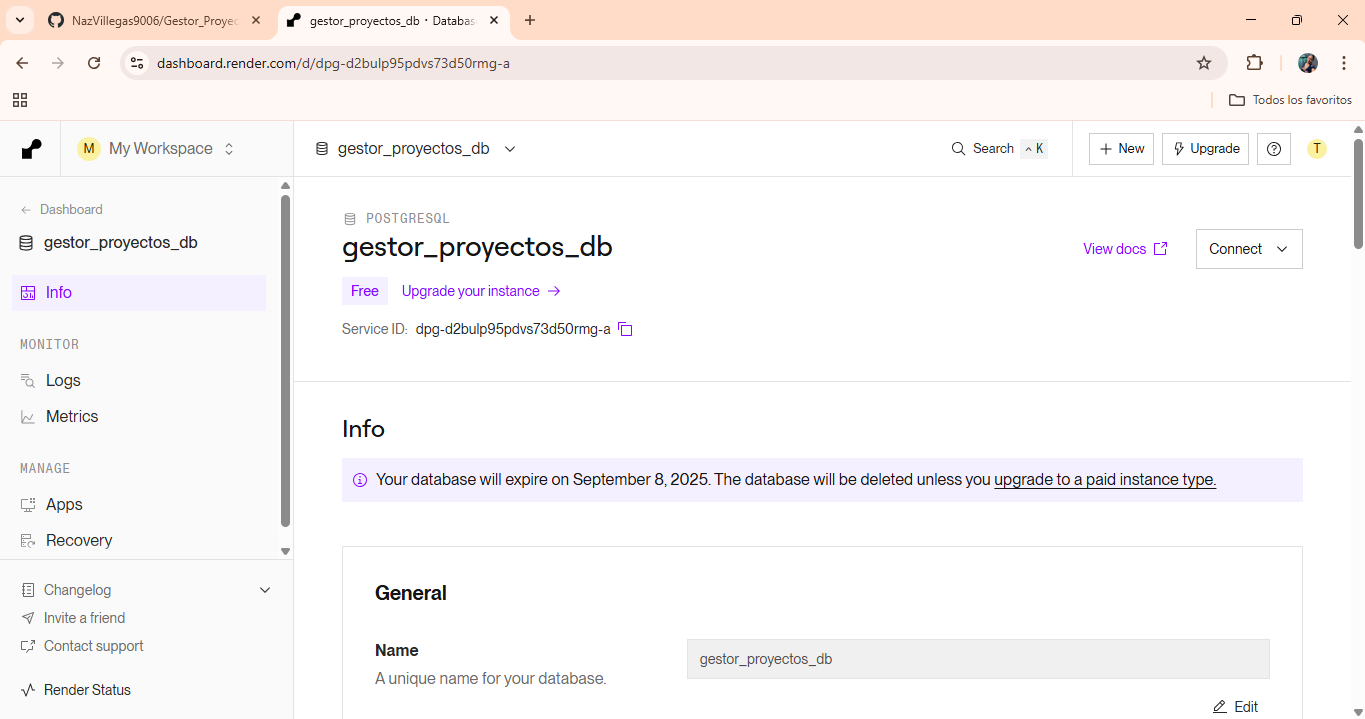 NazVillegas9006/Gestor_Proyec
gestor_proyectos_db · Databas
dashboard.render.com/d/dpg-d2bulp95pdvs73d50rmg-a
Todos los favoritos
M My Workspace
gestor_proyectos_db
Search
K
New
Upgrade
T
Dashboard
gestor_proyectos_db
Info
MONITOR
Logs
Metrics
MANAGE
Apps
Recovery
Changelog
Invite a friend
Contact support
Render Status
POSTGRESQL
gestor_proyectos_db
View docs
Connect
Free Upgrade your instance →
Service ID: dpg-d2bulp95pdvs73d50rmg-a
Info
Your database will expire on September 8, 2025. The database will be deleted unless you upgrade to a paid instance type.
General
Name
A unique name for your database.
gestor_proyectos_db
Edit